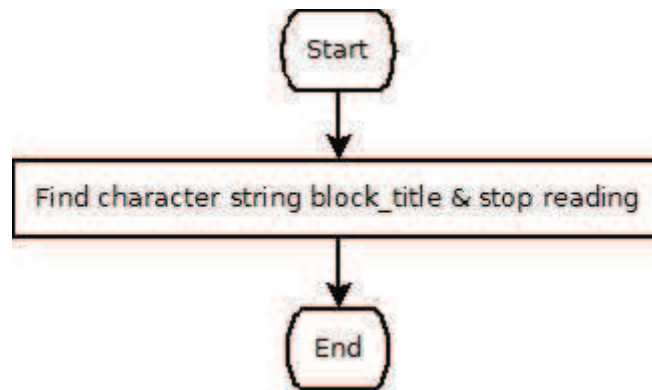 Start
Find character string block_title & stop reading
End